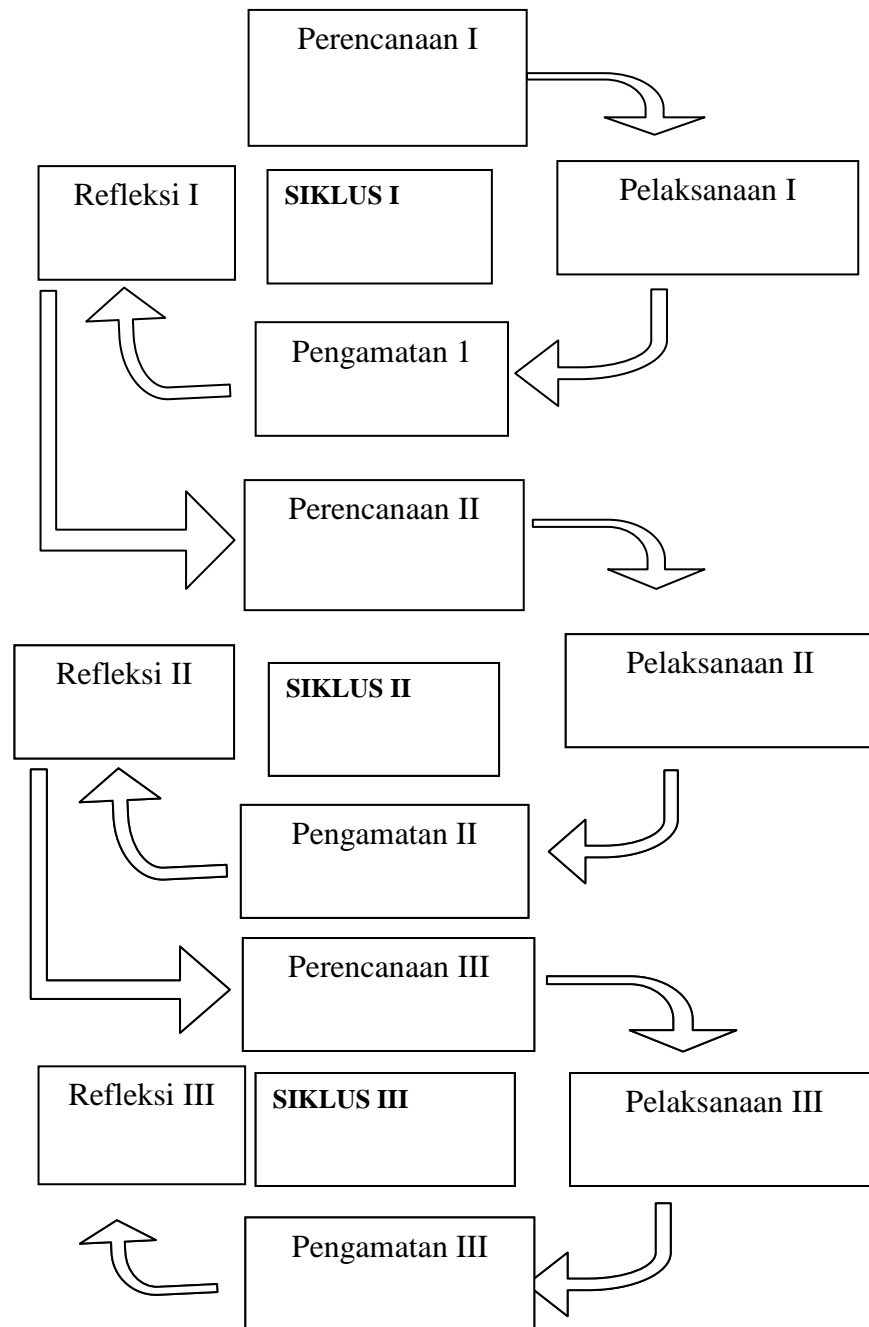 Perencanaan I
Refleksi I
SIKLUS I
Pelaksanaan I
Pengamatan 1
Perencanaan II
Refleksi II
SIKLUS II
Pelaksanaan II
Pengamatan II
Perencanaan III
Refleksi III
SIKLUS III
Pelaksanaan III
Pengamatan III